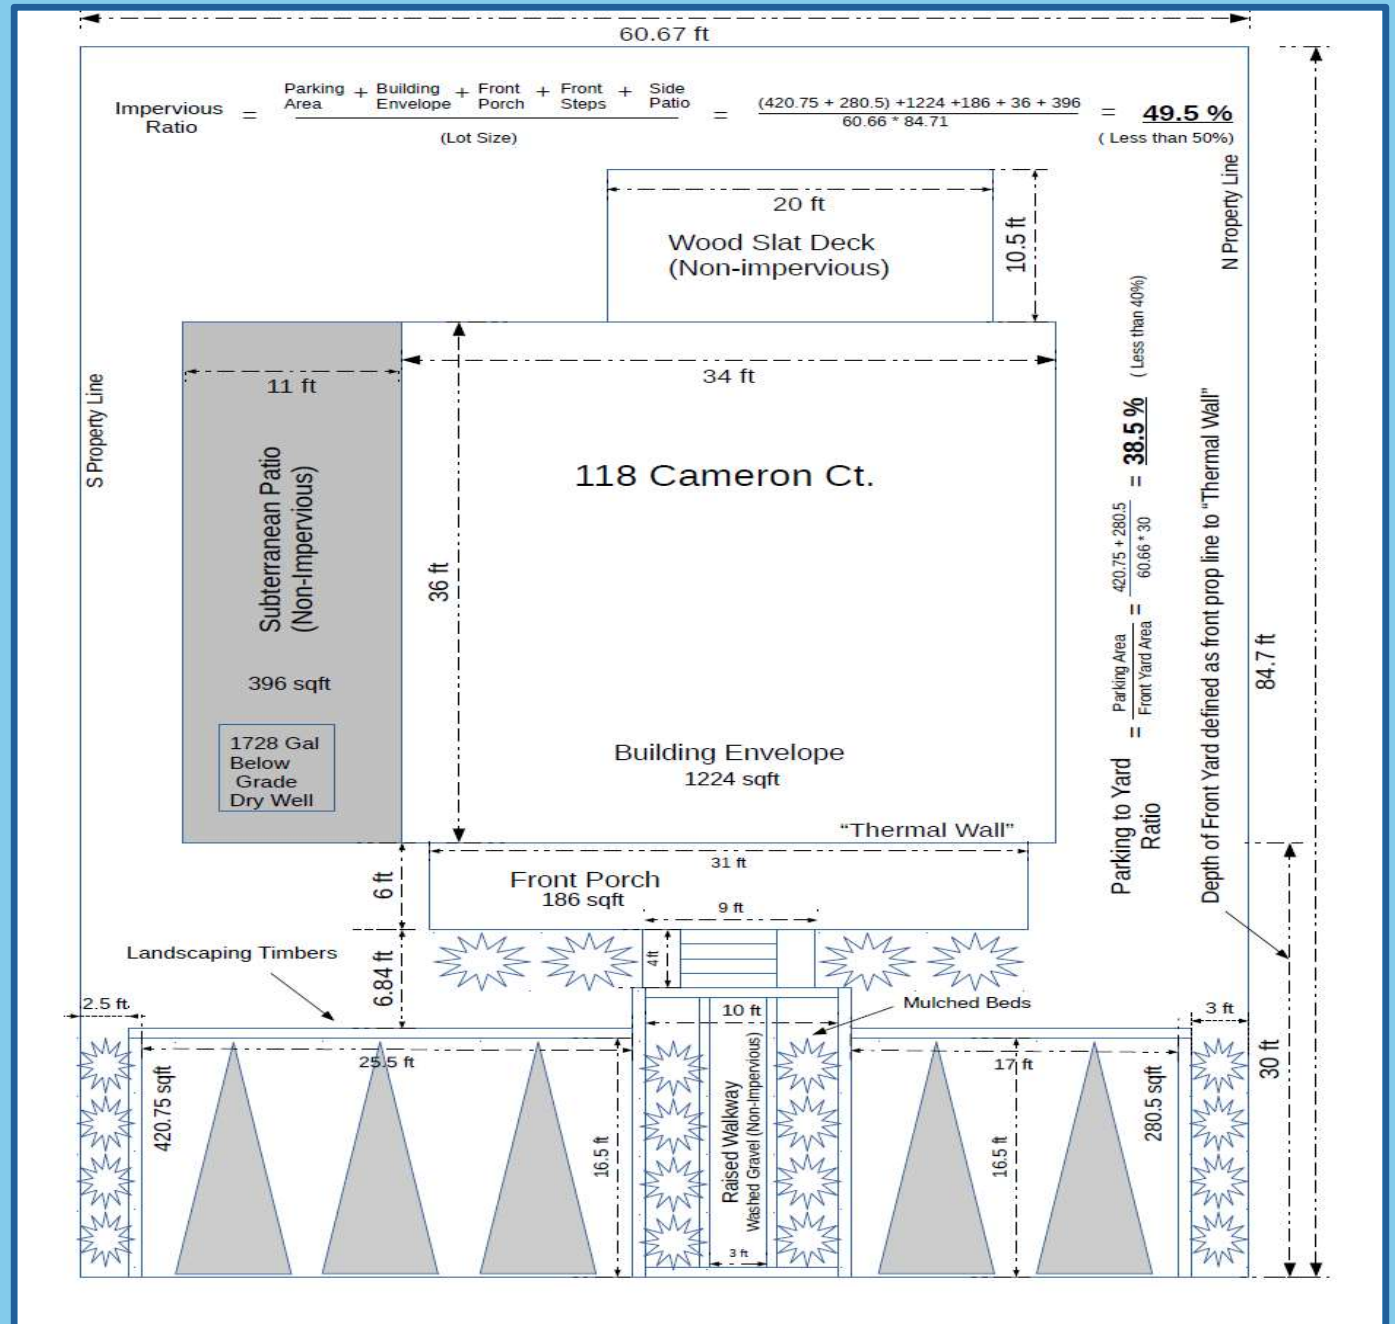 60.67 ft
Impervious
Ratio
=
Parking
Area
+
Building
Envelope
+
Front
Porch
+
Front
Steps
+
Side
Patio
(Lot Size)
=
(420.75 + 280.5) +1224 +186 + 36 + 396
60.66 * 84.71
=
49.5 %
( Less than 50%)
N Property Line
20 ft
10.5 ft
Wood Slat Deck
(Non-impervious)
S Property Line
11 ft
34 ft
118 Cameron Ct.
Subterranean Patio
(Non-Impervious)
396 sqft
1728 Gal
Below
Grade
Dry Well
36 ft
Building Envelope
1224 sqft
"Thermal Wall"
Parking to Yard
Ratio
=
Parking Area
Front Yard Area
=
420.75 + 280.5
60.66 * 30
=
38.5 %
( Less than 40%)
Depth of Front Yard defined as front prop line to "Thermal Wall"
84.7 ft
31 ft
Front Porch
186 sqft
6 ft
9 ft
4 ft
6.84 ft
Landscaping Timbers
2.5 ft
10 ft
Mulched Beds
3 ft
30 ft
25.5 ft
420.75 sqft
16.5 ft
Raised Walkway
Washed Gravel (Non-Impervious)
3 ft
17 ft
16.5 ft
280.5 sqft